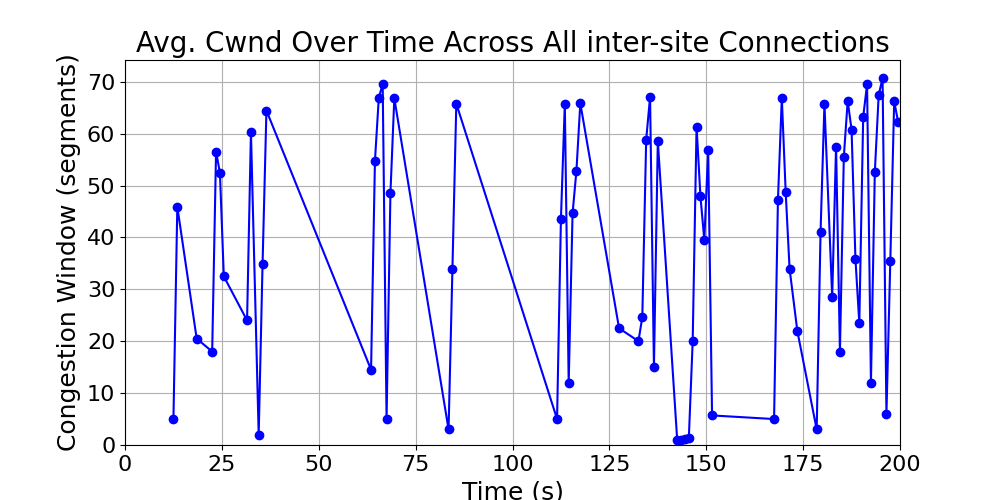 Avg. Cwnd Over Time Across All inter-site Connections
Congestion Window (segments)
70
60
50
40
30
20
10
0
0 25 50 75 100 125 150 175 200
Time (s)